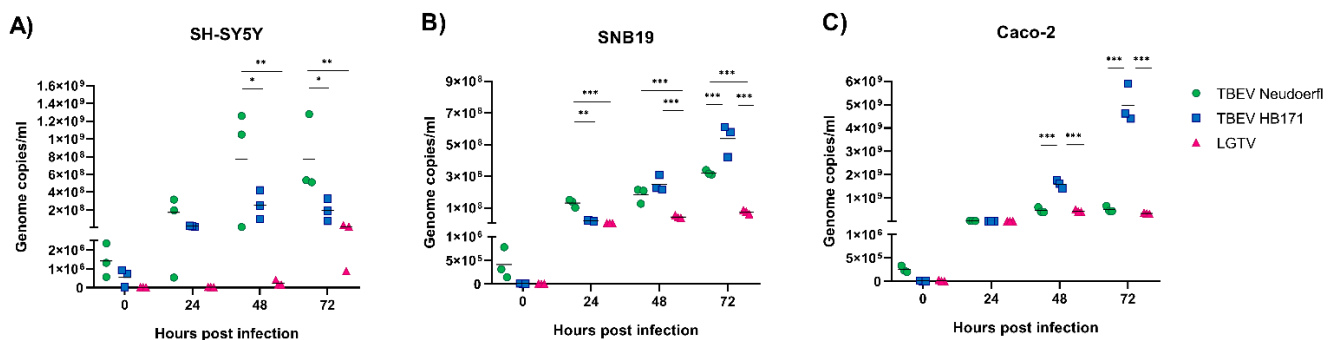 A)
SH-SY5Y
Genome copies/ml
1.6×10⁹
1.4×10⁹
1.2×10⁹
1×10⁹
8×10⁸
6×10⁸
4×10⁸
2×10⁸
2×10⁶
1×10⁶
0
** **
* *
0 24 48 72
Hours post infection
B)
SNB19
Genome copies/ml
9×10⁸
7×10⁸
5×10⁸
3×10⁸
1×10⁸
1×10⁶
5×10⁵
0
*** *** ***
** *** *** ***
0 24 48 72
Hours post infection
C)
Caco-2
Genome copies/ml
6×10⁹
5×10⁹
4×10⁹
3×10⁹
2×10⁹
1×10⁹
1×10⁶
5×10⁵
0
*** ***
*** ***
0 24 48 72
Hours post infection
TBEV Neudoerfl
TBEV HB171
LGTV